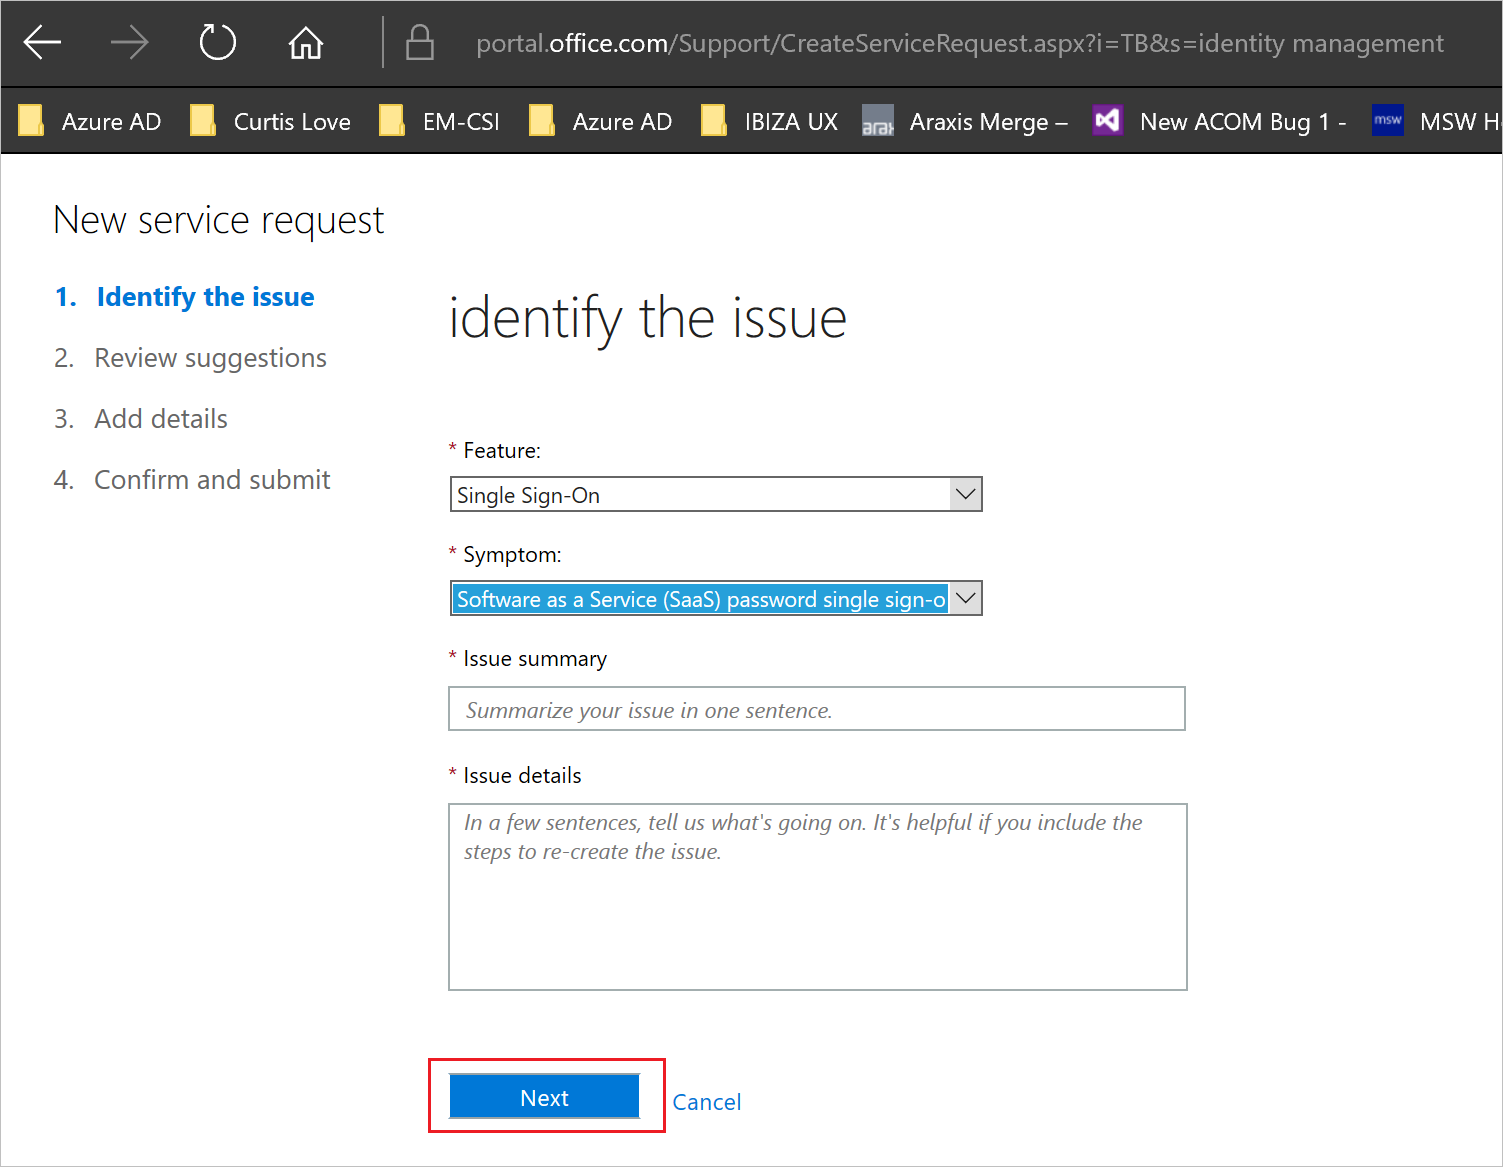 portal.office.com/Support/CreateServiceRequest.aspx?i=TB&s=identity management
Azure AD Curtis Love EM-CSI Azure AD IBIZA UX arax Araxis Merge – New ACOM Bug 1 - msw MSW H
New service request
1. Identify the issue
2. Review suggestions
3. Add details
4. Confirm and submit
identify the issue
* Feature:
Single Sign-On
* Symptom:
Software as a Service (SaaS) password single sign-o
* Issue summary
Summarize your issue in one sentence.
* Issue details
In a few sentences, tell us what's going on. It's helpful if you include the
steps to re-create the issue.
Next Cancel